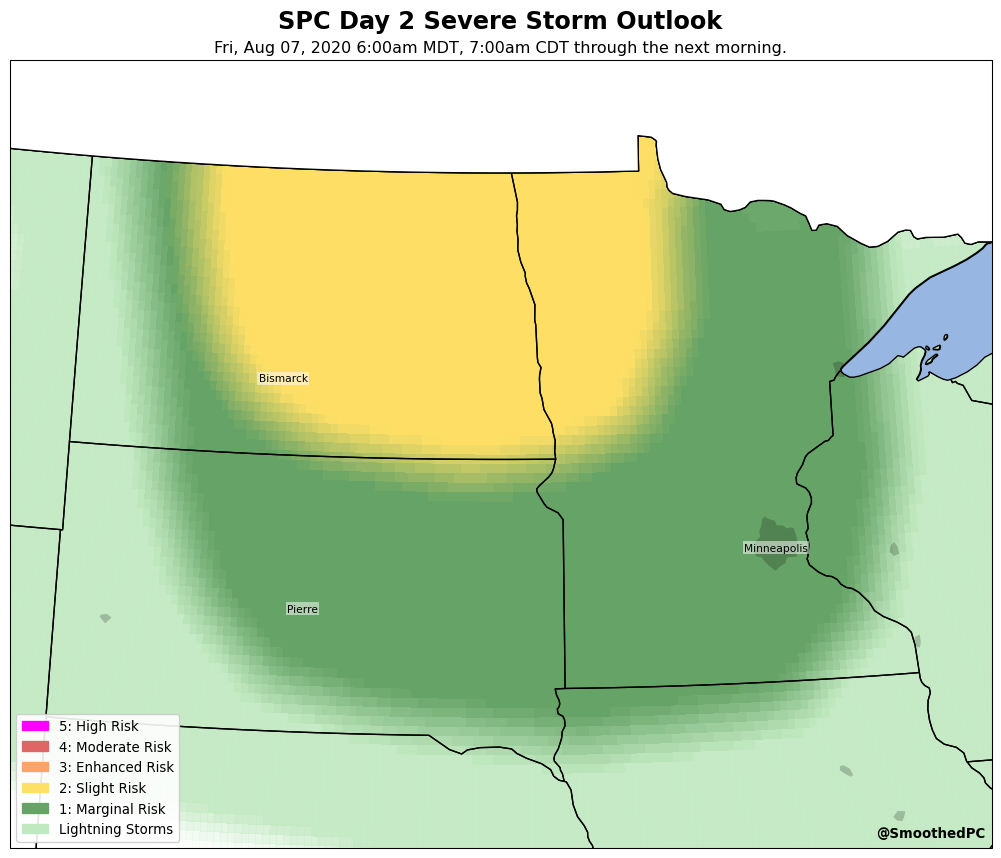 SPC Day 2 Severe Storm Outlook
Fri, Aug 07, 2020 6:00am MDT, 7:00am CDT through the next morning.
Bismarck
Minneapolis
Pierre
5: High Risk
4: Moderate Risk
3: Enhanced Risk
2: Slight Risk
1: Marginal Risk
Lightning Storms
@SmoothedPC